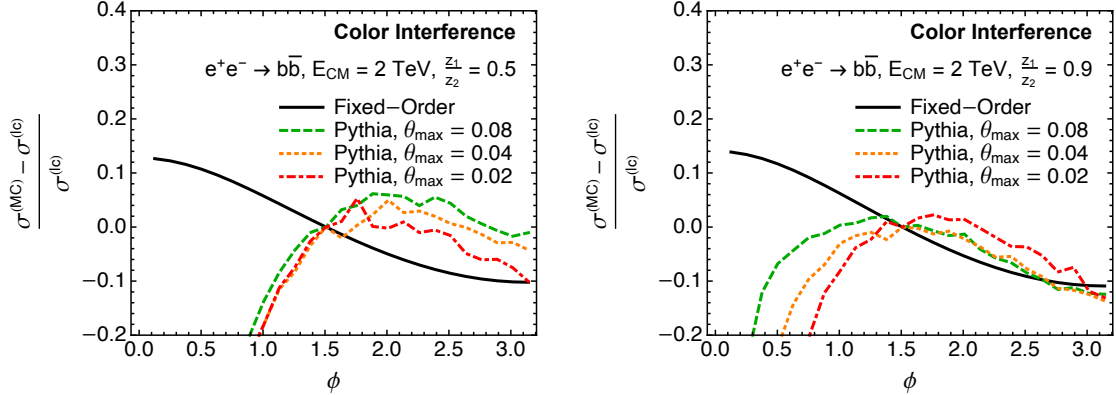 Color Interference
e⁺e⁻ → bb̅, E_CM = 2 TeV, z₁/z₂ = 0.5
Fixed−Order
Pythia, θ_max = 0.08
Pythia, θ_max = 0.04
Pythia, θ_max = 0.02
σ^(MC) − σ^(lc)
σ^(lc)
0.4
0.3
0.2
0.1
0.0
−0.1
−0.2
0.0 0.5 1.0 1.5 2.0 2.5 3.0
ϕ
Color Interference
e⁺e⁻ → bb̅, E_CM = 2 TeV, z₁/z₂ = 0.9
Fixed−Order
Pythia, θ_max = 0.08
Pythia, θ_max = 0.04
Pythia, θ_max = 0.02
σ^(MC) − σ^(lc)
σ^(lc)
0.4
0.3
0.2
0.1
0.0
−0.1
−0.2
0.0 0.5 1.0 1.5 2.0 2.5 3.0
ϕ